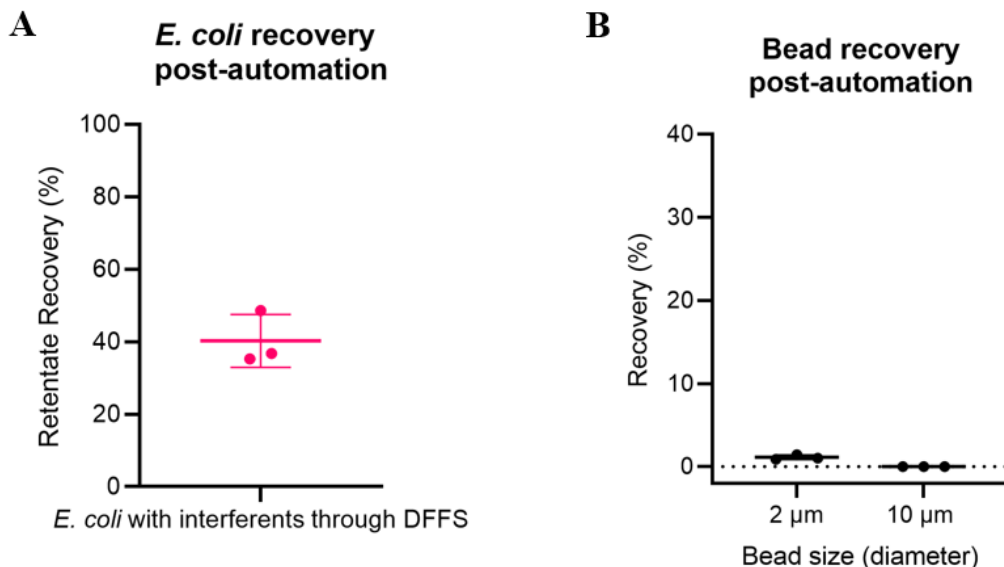 A
E. coli recovery
post-automation
Retentate Recovery (%)
100
80
60
40
20
0
E. coli with interferents through DFFS
B
Bead recovery
post-automation
Recovery (%)
40
30
20
10
0
2 µm
10 µm
Bead size (diameter)